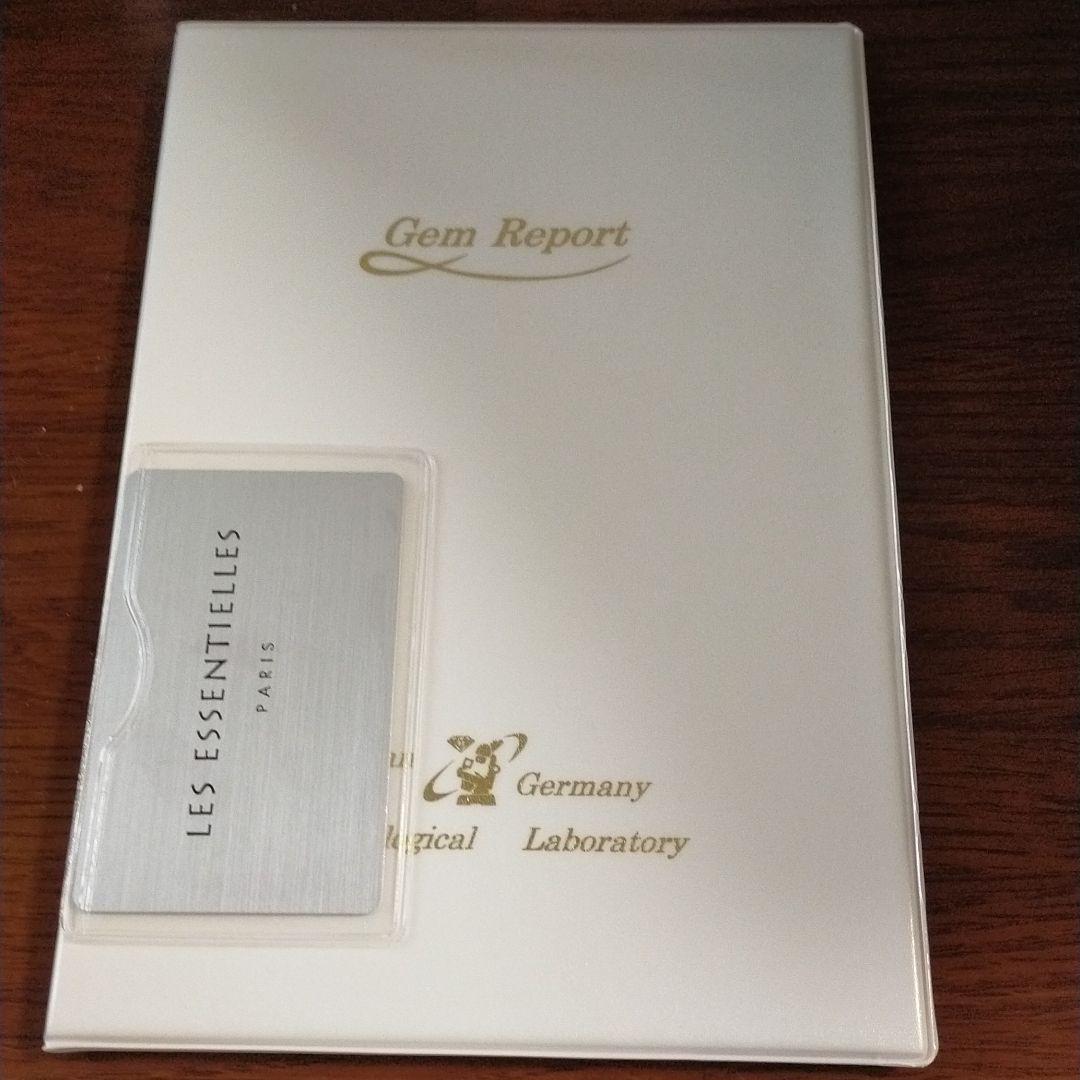 Gem Report
LES ESSENTIELLES
PARIS
Germany
Laboratory